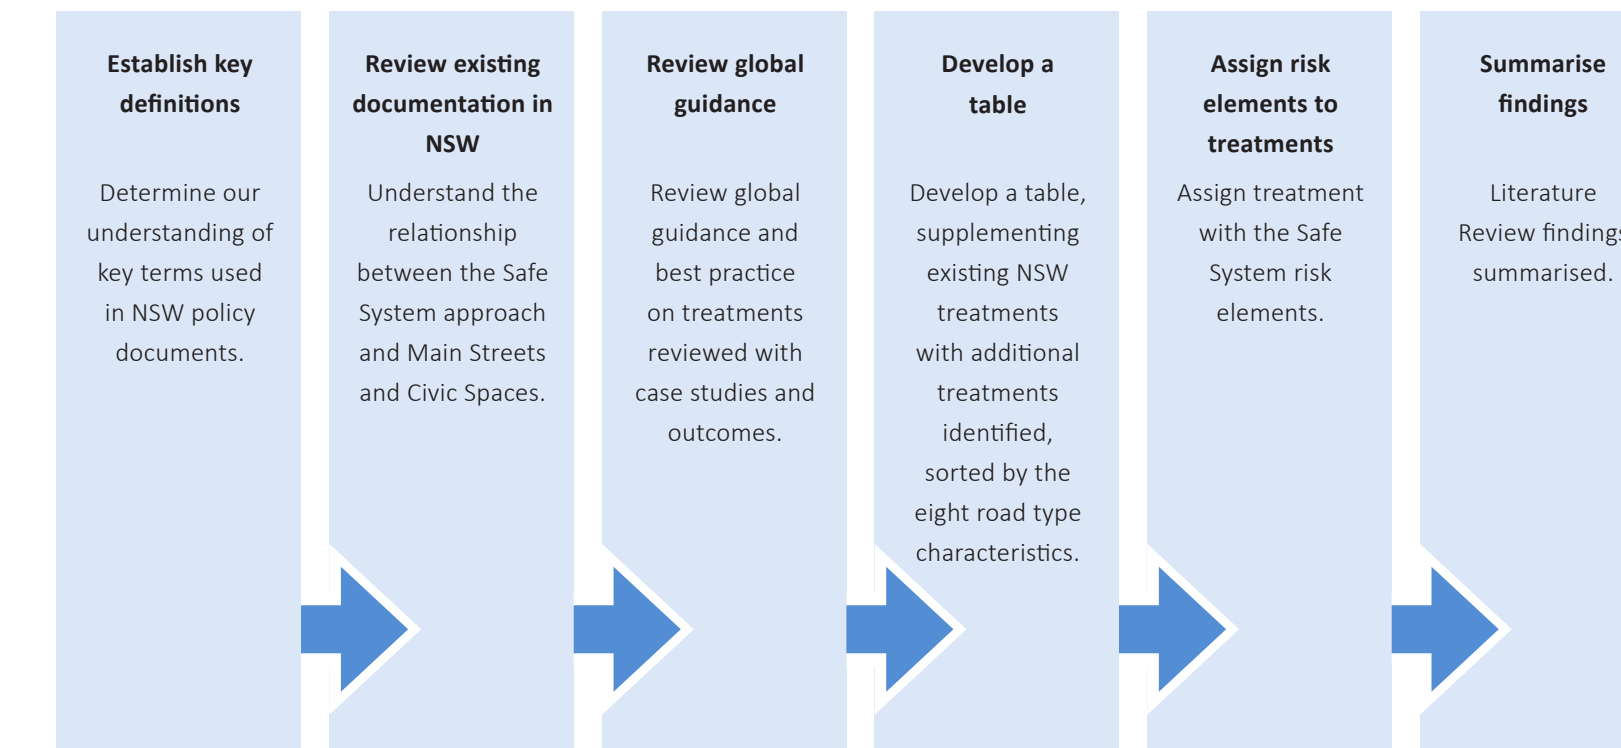 Establish key
definitions
Determine our
understanding of
key terms used
in NSW policy
documents.
Review existing
documentation in
NSW
Understand the
relationship
between the Safe
System approach
and Main Streets
and Civic Spaces.
Review global
guidance
Review global
guidance and
best practice
on treatments
reviewed with
case studies and
outcomes.
Develop a
table
Develop a table,
supplementing
existing NSW
treatments
with additional
treatments
identified,
sorted by the
eight road type
characteristics.
Assign risk
elements to
treatments
Assign treatment
with the Safe
System risk
elements.
Summarise
findings
Literature
Review findings
summarised.